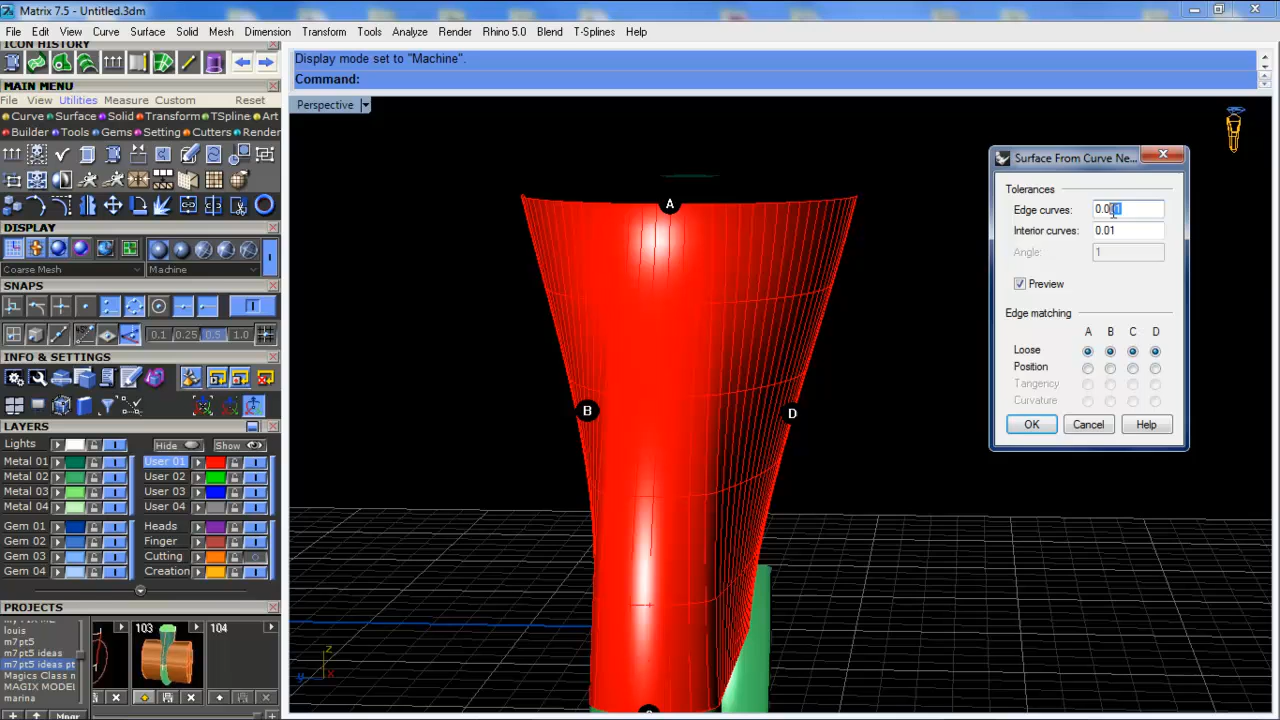 Matrix 7.5 - Untitled.3dm
File Edit View Curve Surface Solid Mesh Dimension Transform Tools Analyze Render Rhino 5.0 Blend T-Splines Help
ICON HISTORY
MAIN MENU
File View Utilities Measure Custom Reset
Curve Surface Solid Transform TSpline Art
Builder Tools Gems Setting Cutters Render
DISPLAY
Coarse Mesh Machine
SNAPS
0.1 0.25 0.5 1.0
INFO & SETTINGS
LAYERS
Lights Hide Show
Metal 01 User 01
Metal 02 User 02
Metal 03 User 03
Metal 04 User 04
Gem 01 Heads
Gem 02 Finger
Gem 03 Cutting
Gem 04 Creation
PROJECTS
louis
m7pt5
m7pt5 ideas
m7pt5 ideas pt
Magix Class
MAGIX MODEL
marina
103 104
Display mode set to "Machine".
Command:
Perspective
A
B
D
z
y
x
Surface From Curve Ne...
Tolerances
Edge curves:
Interior curves: 0.01
Angle: 1
Preview
Edge matching
A B C D
Loose
Position
Tangency
Curvature
OK Cancel Help